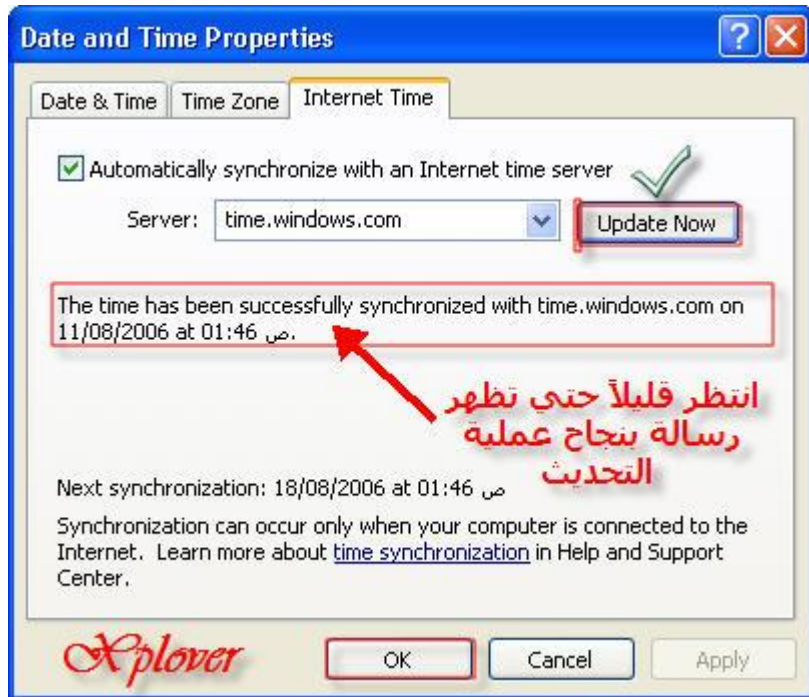 Date and Time Properties
Date & Time
Time Zone
Internet Time
Automatically synchronize with an Internet time server
Server:
time.windows.com
Update Now
The time has been successfully synchronized with time.windows.com on
11/08/2006 at 01:46 ص.
انتظر قليلاً حتي تظهر
رسالة بنجاح عملية
التحديث
Next synchronization: 18/08/2006 at 01:46 ص
Synchronization can occur only when your computer is connected to the
Internet. Learn more about time synchronization in Help and Support
Center.
Xplover
OK
Cancel
Apply